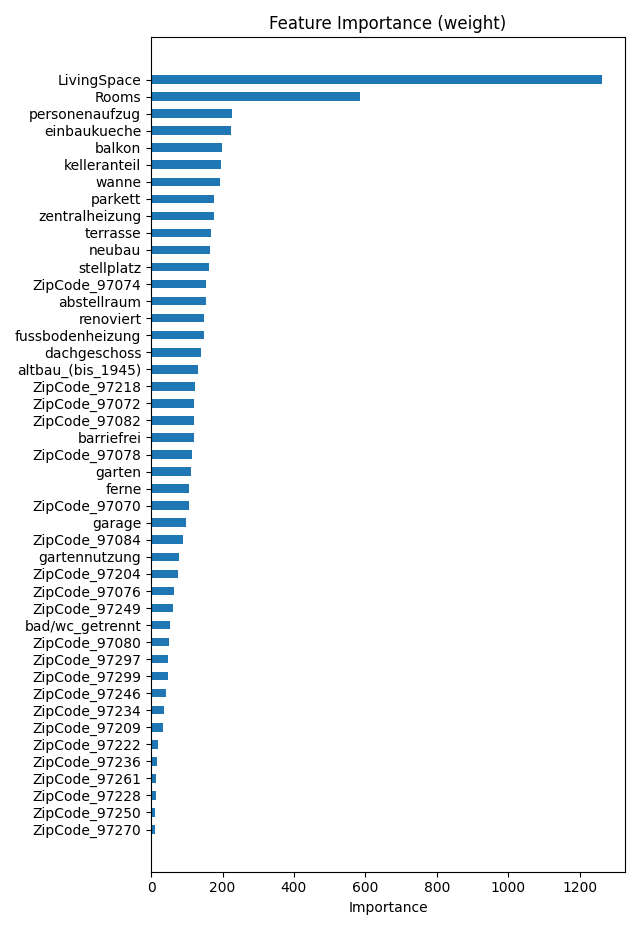 Feature Importance (weight)
LivingSpace
Rooms
personenaufzug
einbaukueche
balkon
kelleranteil
wanne
parkett
zentralheizung
terrasse
neubau
stellplatz
ZipCode_97074
abstellraum
renoviert
fussbodenheizung
dachgeschoss
altbau_(bis_1945)
ZipCode_97218
ZipCode_97072
ZipCode_97082
barriefrei
ZipCode_97078
garten
ferne
ZipCode_97070
garage
ZipCode_97084
gartennutzung
ZipCode_97204
ZipCode_97076
ZipCode_97249
bad/wc_getrennt
ZipCode_97080
ZipCode_97297
ZipCode_97299
ZipCode_97246
ZipCode_97234
ZipCode_97209
ZipCode_97222
ZipCode_97236
ZipCode_97261
ZipCode_97228
ZipCode_97250
ZipCode_97270
0 200 400 600 800 1000 1200
Importance